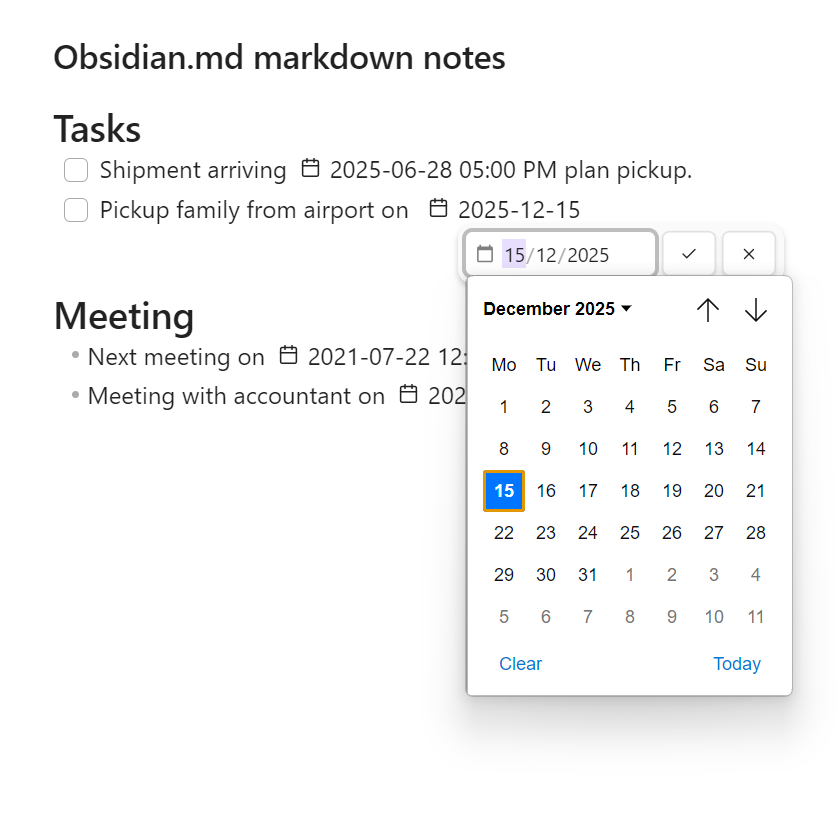 Obsidian.md markdown notes
Tasks
Shipment arriving 2025-06-28 05:00 PM plan pickup.
Pickup family from airport on 2025-12-15
15/12/2025
Meeting
Next meeting on 2021-07-22 12:
Meeting with accountant on 202
December 2025
Mo Tu We Th Fr Sa Su
1 2 3 4 5 6 7
8 9 10 11 12 13 14
15 16 17 18 19 20 21
22 23 24 25 26 27 28
29 30 31 1 2 3 4
5 6 7 8 9 10 11
Clear Today